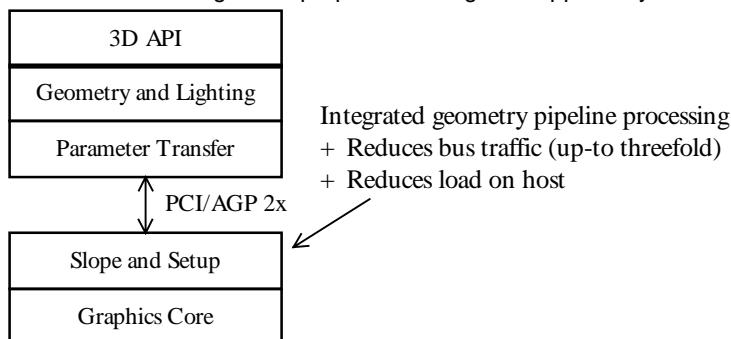 3D API
Geometry and Lighting
Parameter Transfer
Integrated geometry pipeline processing
+ Reduces bus traffic (up-to threefold)
+ Reduces load on host
PCI/AGP 2x
Slope and Setup
Graphics Core